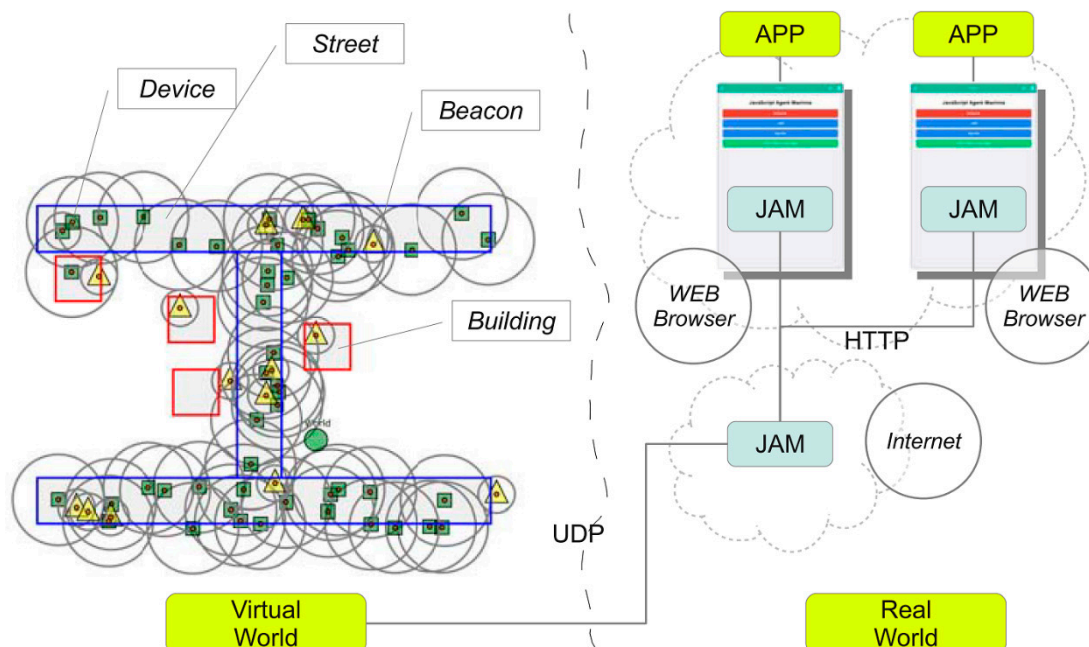 Street
Device
Beacon
Building
World
Virtual
World
UDP
APP
APP
JavaScript Agent Machine
JavaScript Agent Machine
JAM
JAM
WEB
Browser
WEB
Browser
HTTP
JAM
Internet
Real
World